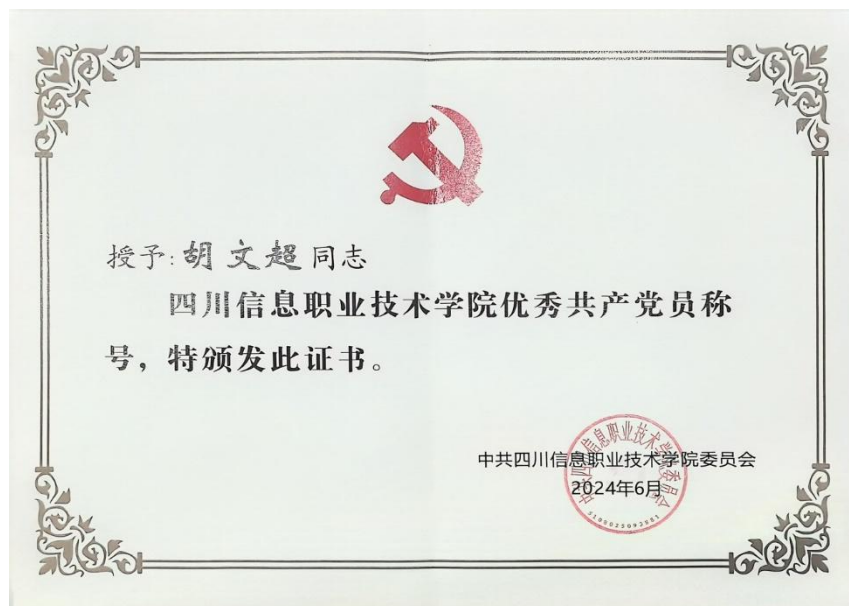 授予:胡文超同志
四川信息职业技术学院优秀共产党员称
号，特颁发此证书。
中共四川信息职业技术学院委员会
2024年6月